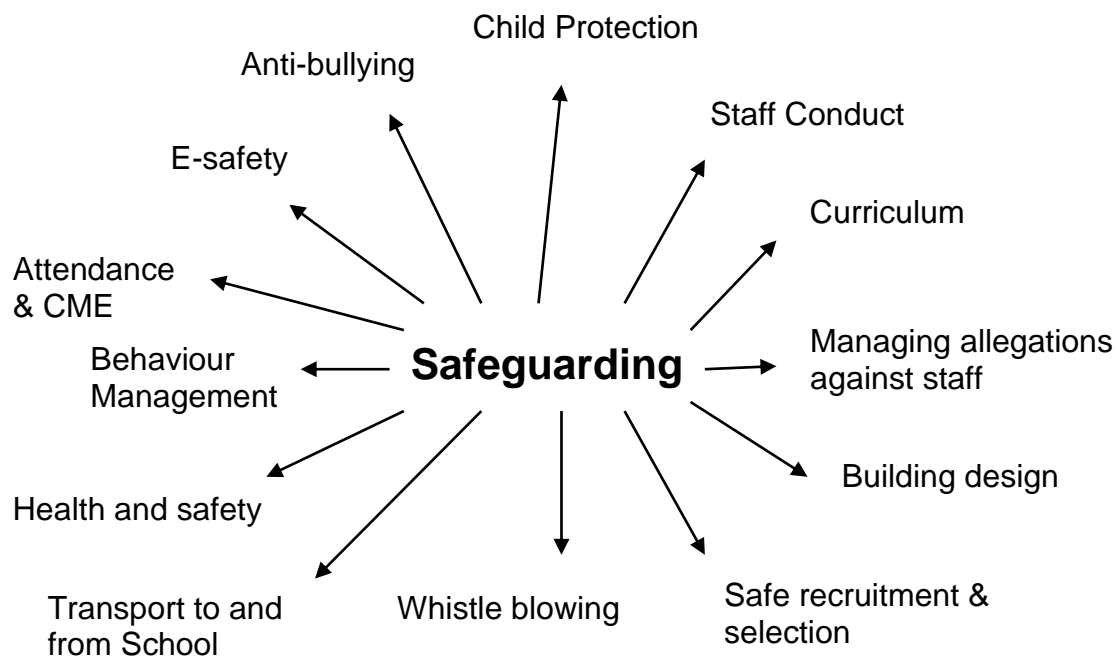 Child Protection
Anti-bullying
Staff Conduct
E-safety
Curriculum
Attendance
& CME
Managing allegations
against staff
Behaviour
Management
Safeguarding
Building design
Health and safety
Transport to and
from School
Whistle blowing
Safe recruitment &
selection